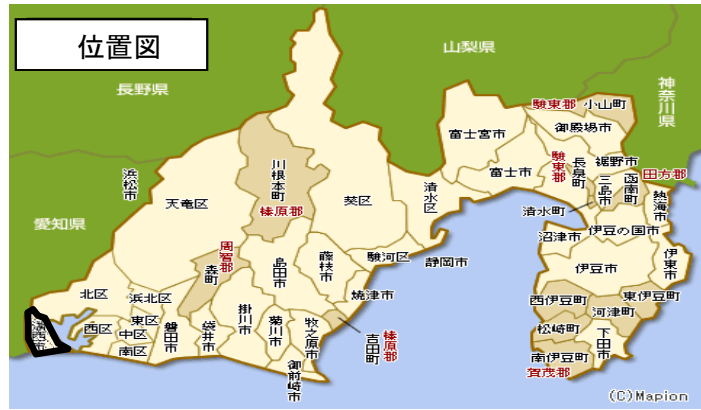 位置図
山梨県
長野県
神奈川県
愛知県
駿東郡
小山町
御殿場市
富士宮市
富士市
駿東郡
長泉町
裾野市
三島市
函南町
田方郡
熱海市
清水町
沼津市
伊豆の国市
伊東市
伊豆市
西伊豆町
東伊豆町
河津町
松崎町
下田市
南伊豆町
賀茂郡
浜松市
天竜区
川根本町
榛原郡
葵区
清水区
駿河区
静岡市
周智郡
森町
島田市
藤枝市
焼津市
北区
浜北区
西区
東区
中区
南区
磐田市
袋井市
掛川市
菊川市
牧之原市
御前崎市
吉田町
榛原郡
湖西市
(C)Mapion